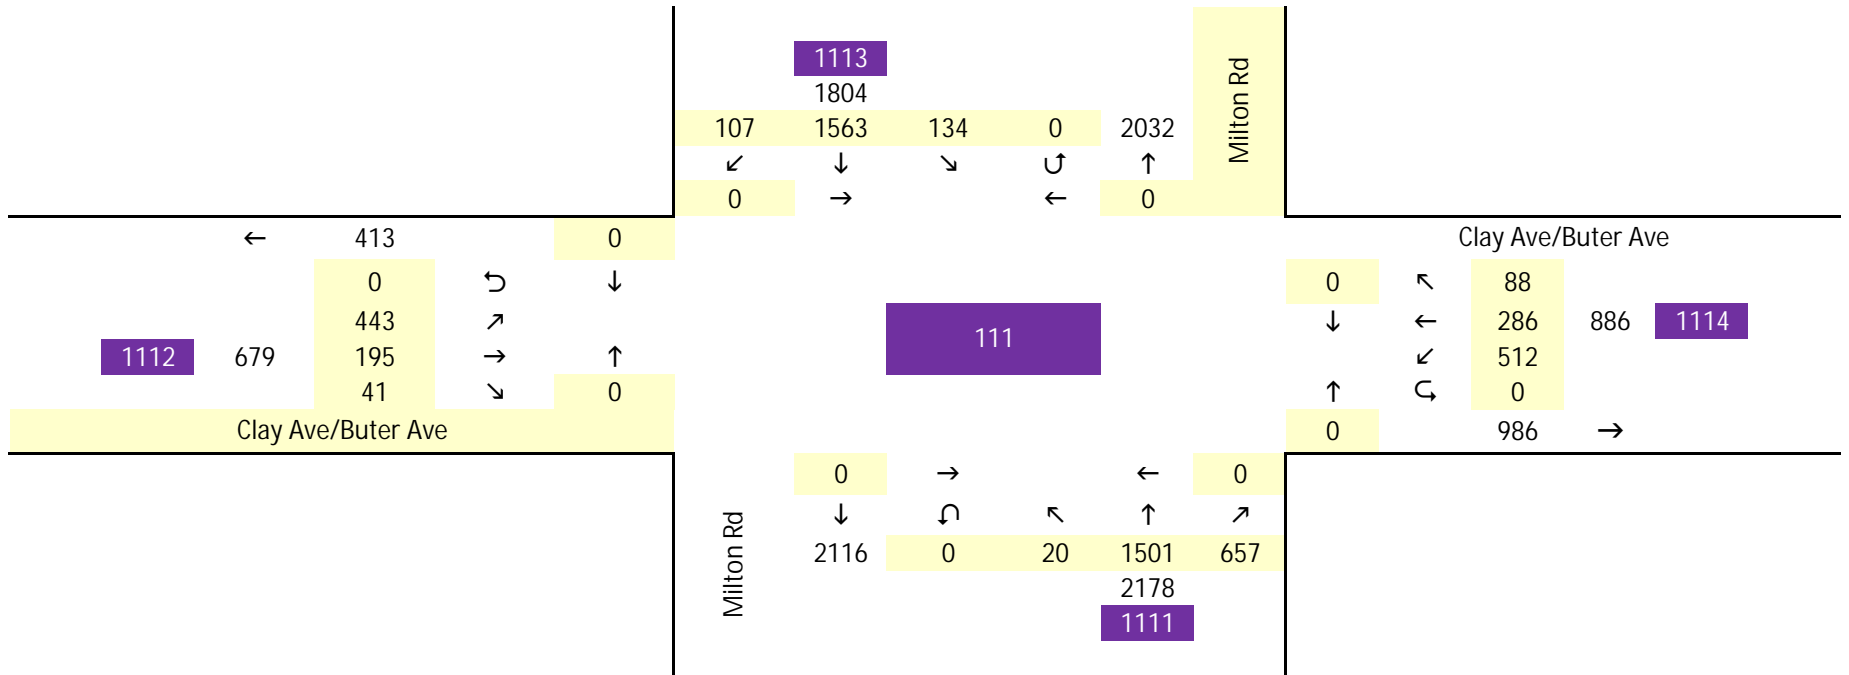 1113
1804
107 1563 134 0 2032
↙ ↓ ↘ ⮍ ↑
0 → ← 0
Milton Rd
← 413 0
Clay Ave/Buter Ave
0 ⮌ ↓
0 ↖ 88
443 ↗
111
↓ ← 286 886 1114
1112 679 195 → ↑
↙ 512
41 ↘ 0
↑ ⮎ 0
Clay Ave/Buter Ave
0 986 →
0 → ← 0
↓ ⮏ ↖ ↑ ↗
Milton Rd
2116 0 20 1501 657
2178
1111